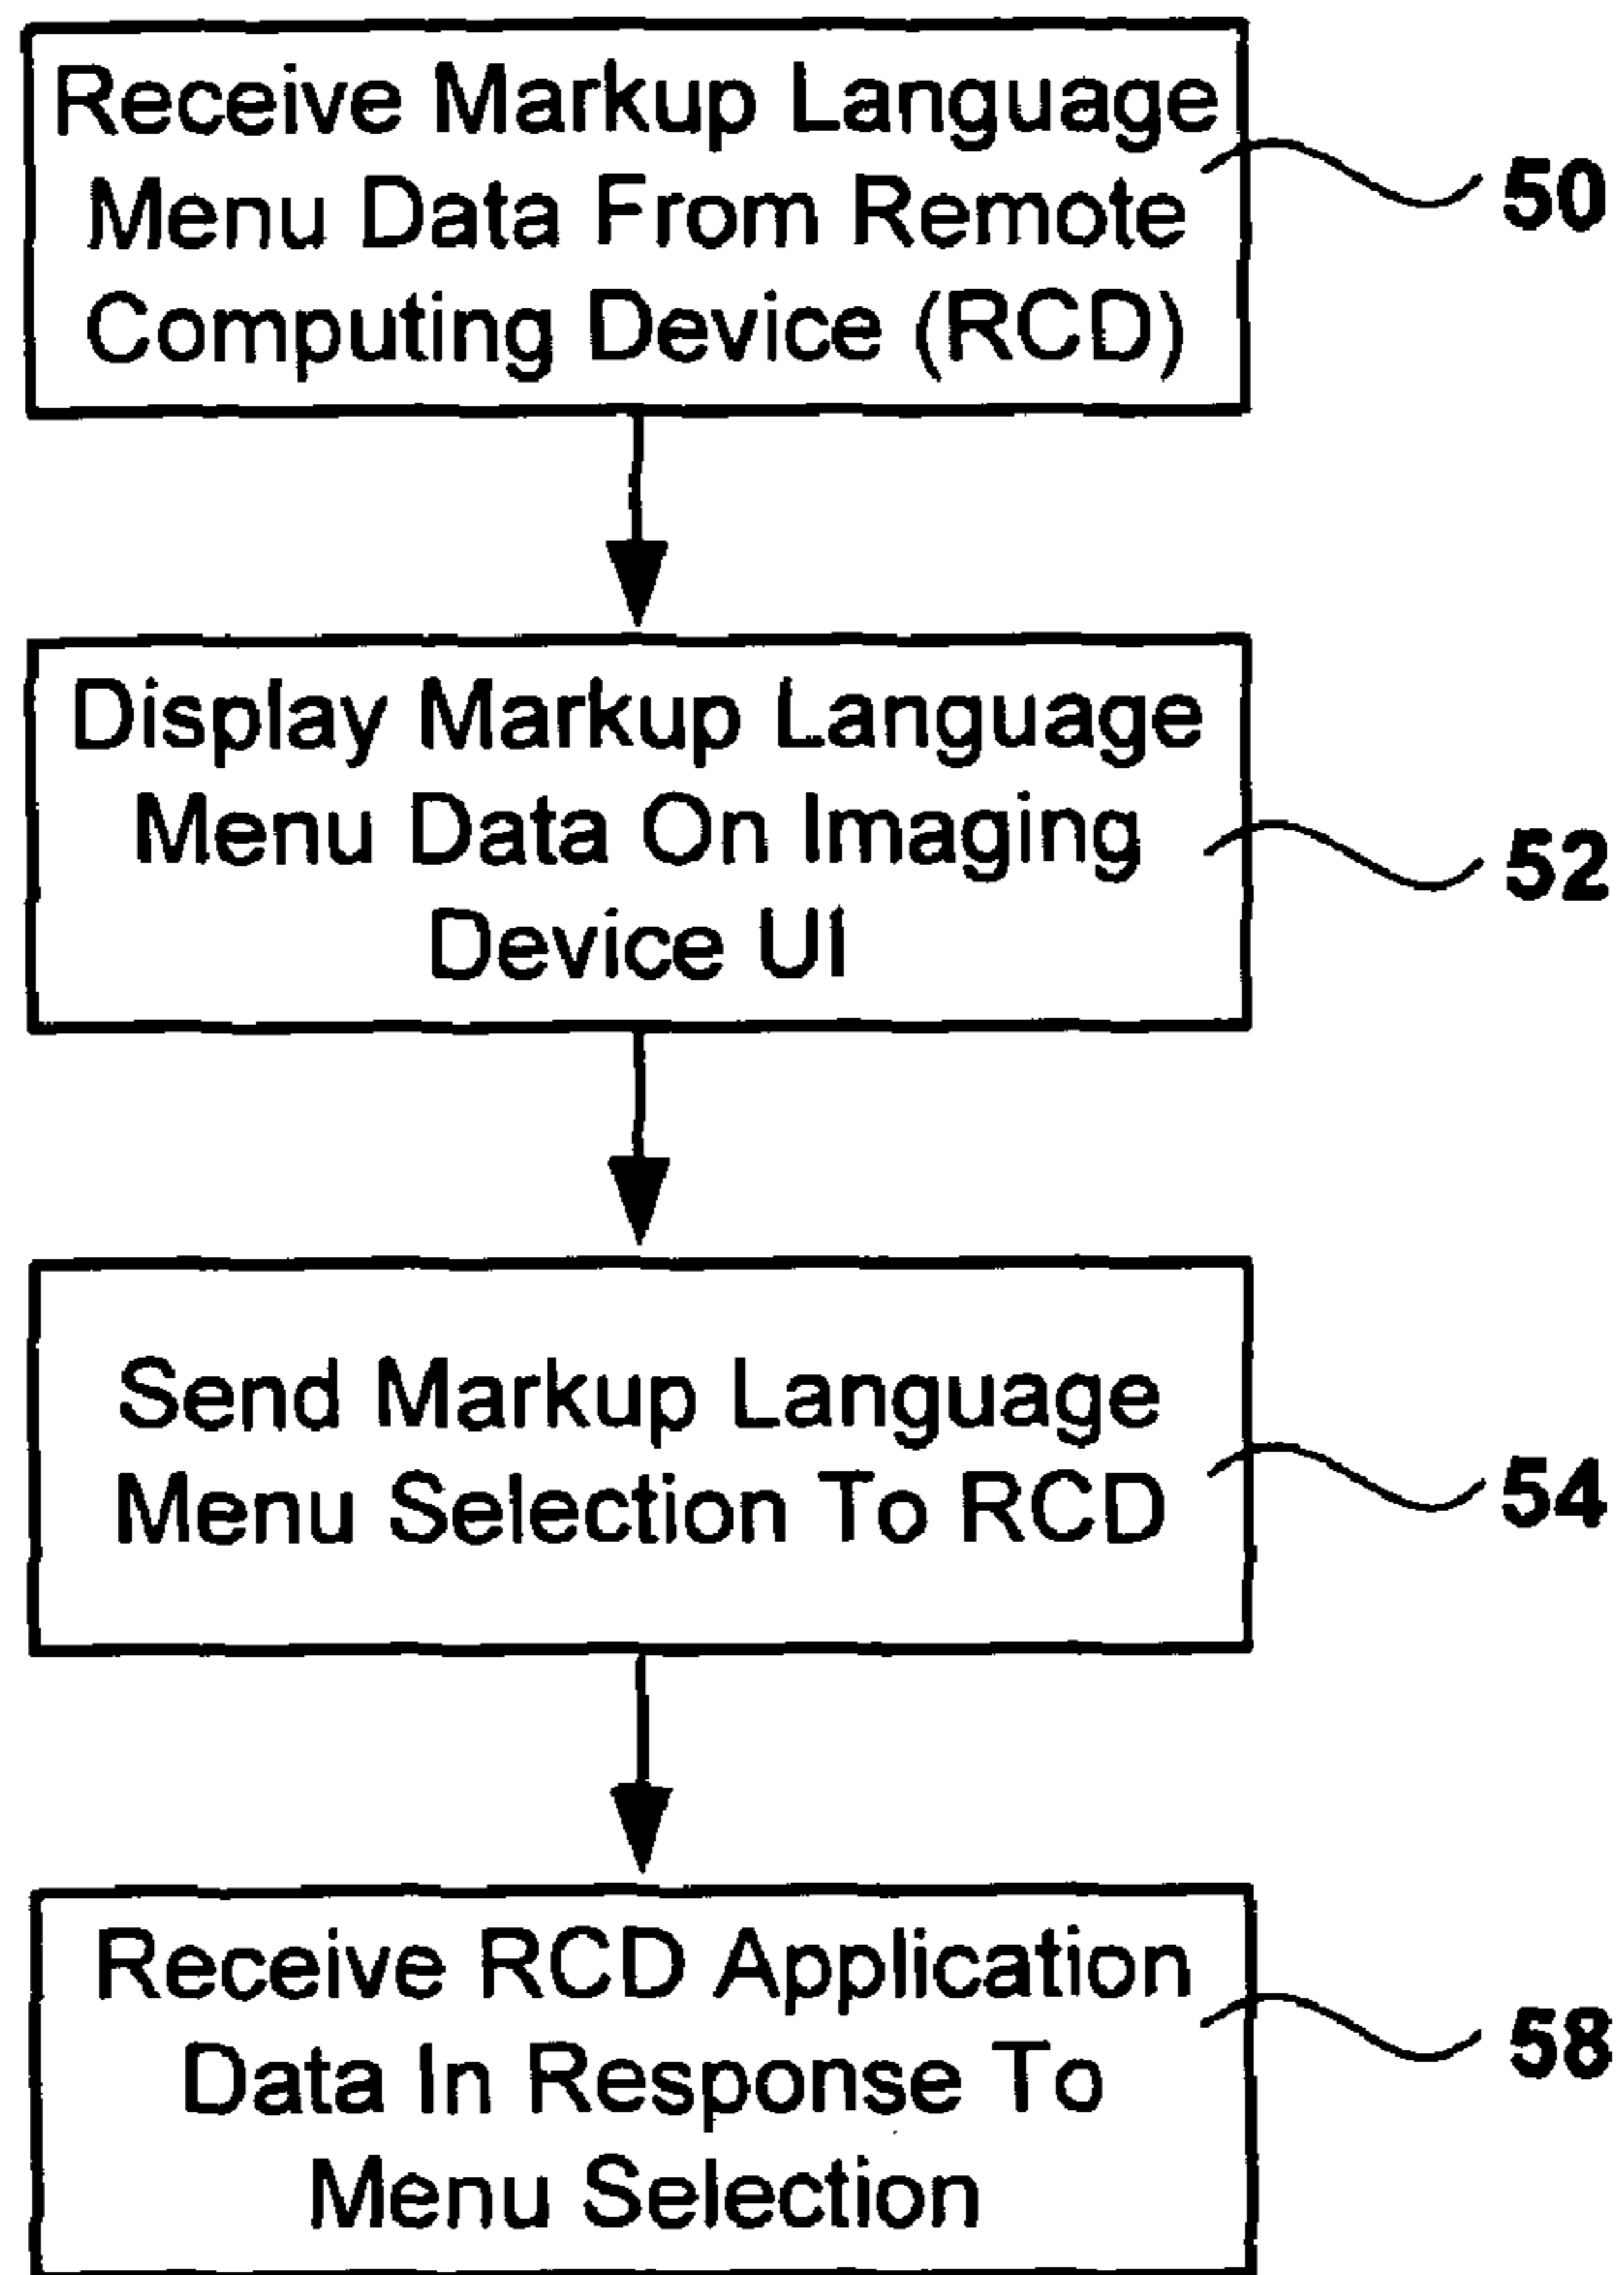 Receive Markup Language
Menu Data From Remote
Computing Device (RCD)
50
Display Markup Language
Menu Data On Imaging
Device UI
52
Send Markup Language
Menu Selection To RCD
54
Receive RCD Application
Data In Response To
Menu Selection
58